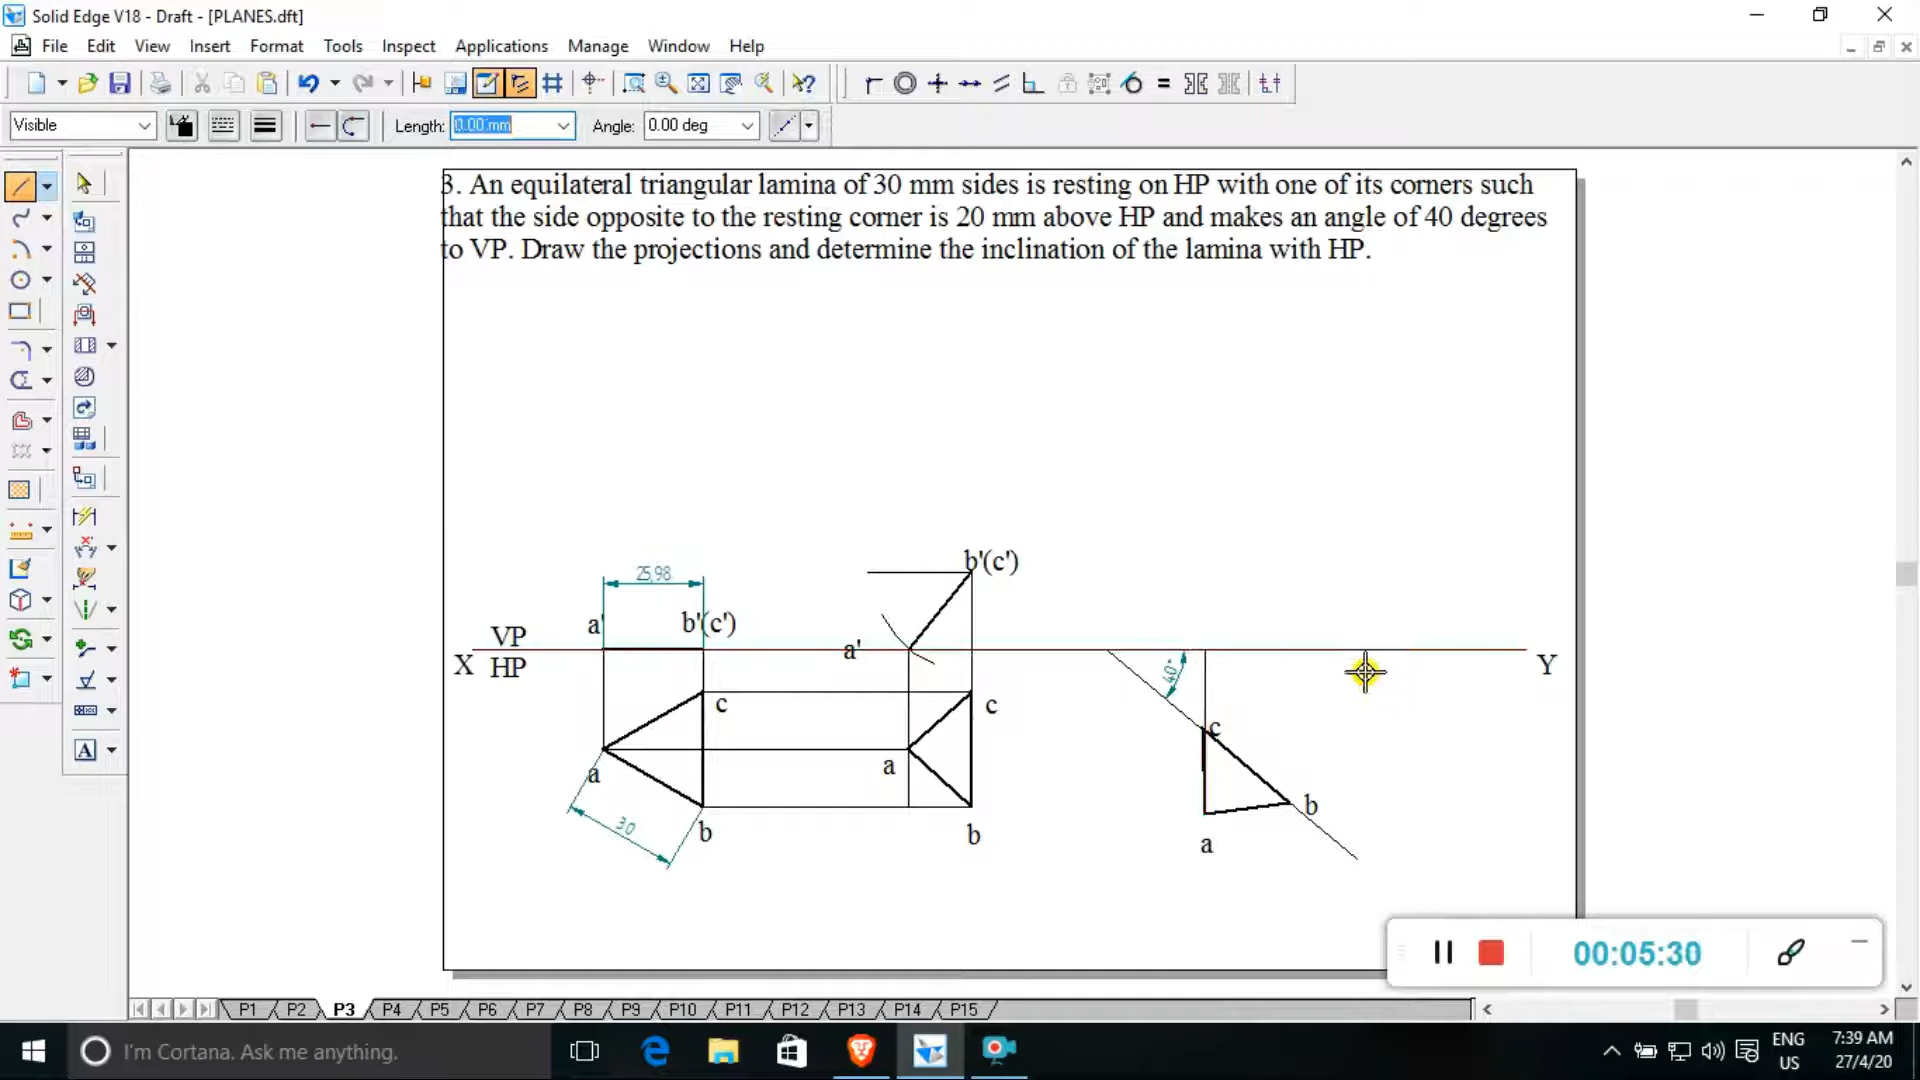 Solid Edge V18 - Draft - [PLANES.dft]
File Edit View Insert Format Tools Inspect Applications Manage Window Help
Visible Length: 0.00 mm Angle: 0.00 deg
3. An equilateral triangular lamina of 30 mm sides is resting on HP with one of its corners such
that the side opposite to the resting corner is 20 mm above HP and makes an angle of 40 degrees
to VP. Draw the projections and determine the inclination of the lamina with HP.
b'(c')
25,98
a' b'(c')
VP
a'
X HP Y
40°
c c c
a a b
30
b b a
00:05:30
P1 P2 P3 P4 P5 P6 P7 P8 P9 P10 P11 P12 P13 P14 P15
I'm Cortana. Ask me anything.
ENG
US
7:39 AM
27/4/20